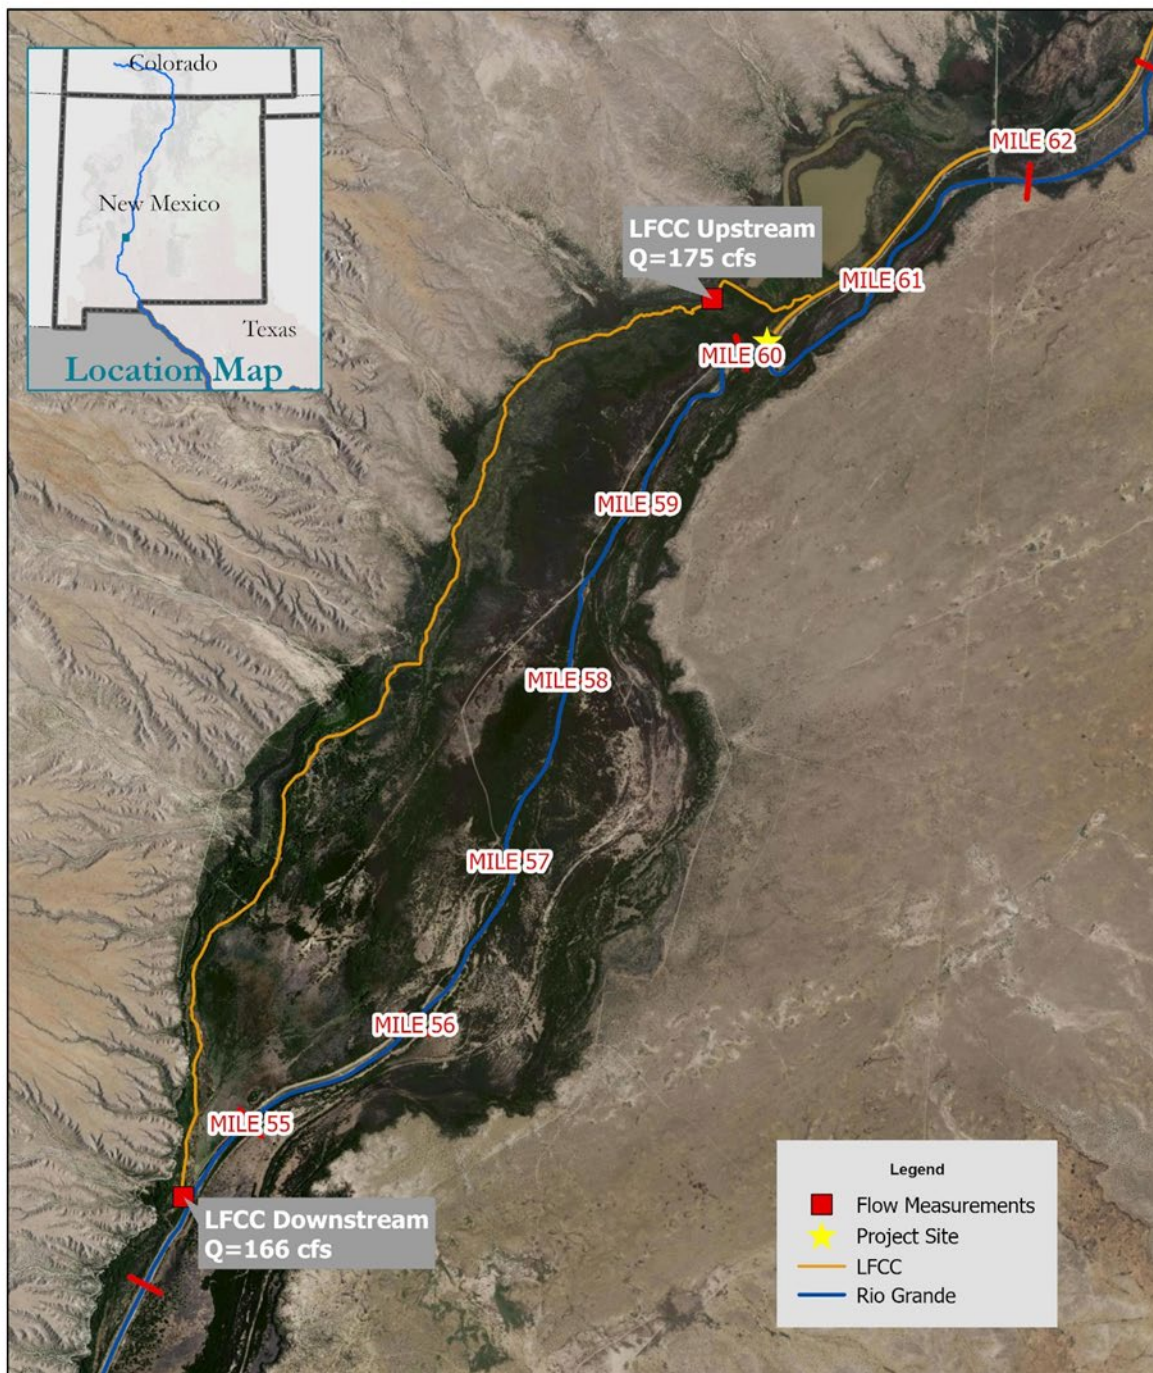 Colorado
New Mexico
Texas
Location Map
MILE 62
LFCC Upstream
Q=175 cfs
MILE 61
MILE 60
MILE 59
MILE 58
MILE 57
MILE 56
MILE 55
LFCC Downstream
Q=166 cfs
Legend
Flow Measurements
Project Site
LFCC
Rio Grande